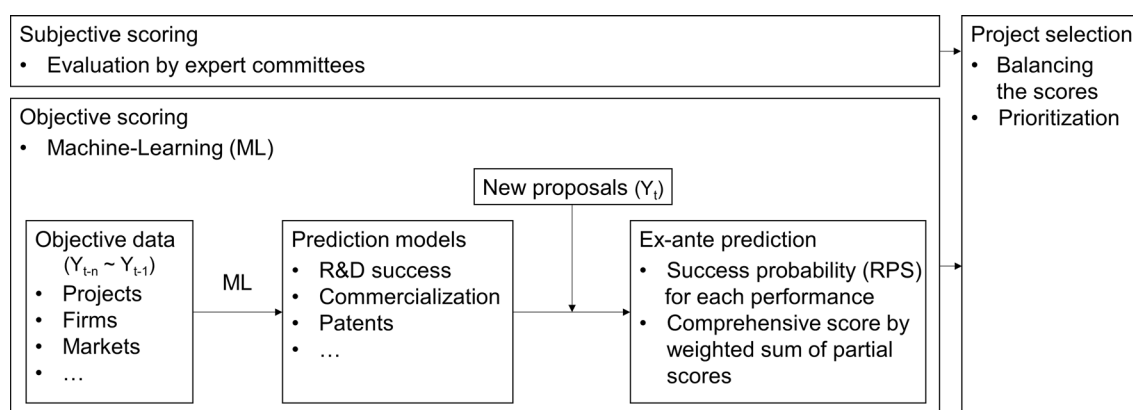 Subjective scoring
• Evaluation by expert committees
Project selection
• Balancing
the scores
• Prioritization
Objective scoring
• Machine-Learning (ML)
New proposals (Yt)
Objective data
(Yt-n ~ Yt-1)
• Projects
• Firms
• Markets
• …
ML
Prediction models
• R&D success
• Commercialization
• Patents
• …
Ex-ante prediction
• Success probability (RPS)
for each performance
• Comprehensive score by
weighted sum of partial
scores